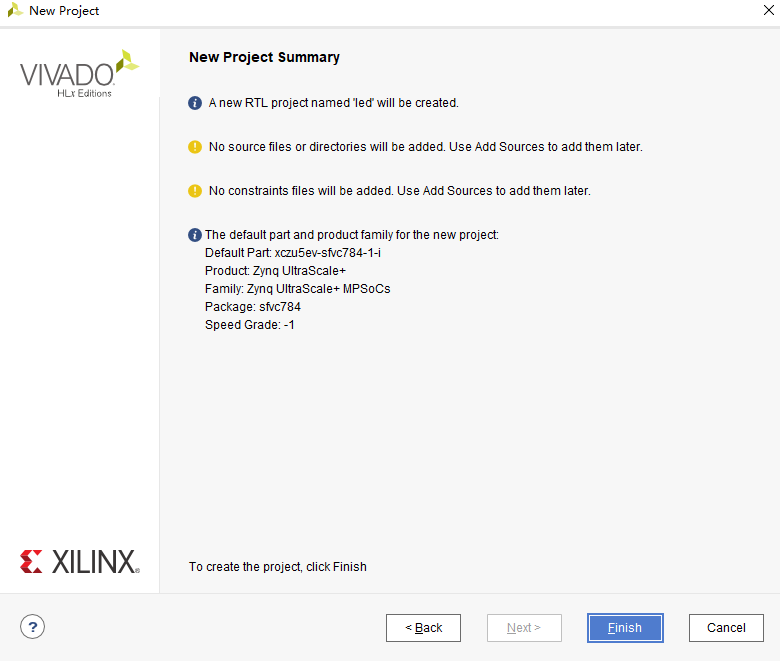 New Project
VIVADO.
HLx Editions
New Project Summary
A new RTL project named 'led' will be created.
No source files or directories will be added. Use Add Sources to add them later.
No constraints files will be added. Use Add Sources to add them later.
The default part and product family for the new project:
Default Part: xczu5ev-sfvc784-1-i
Product: Zynq UltraScale+
Family: Zynq UltraScale+ MPSoCs
Package: sfvc784
Speed Grade: -1
XILINX®
To create the project, click Finish
?
< Back
Next >
Finish
Cancel